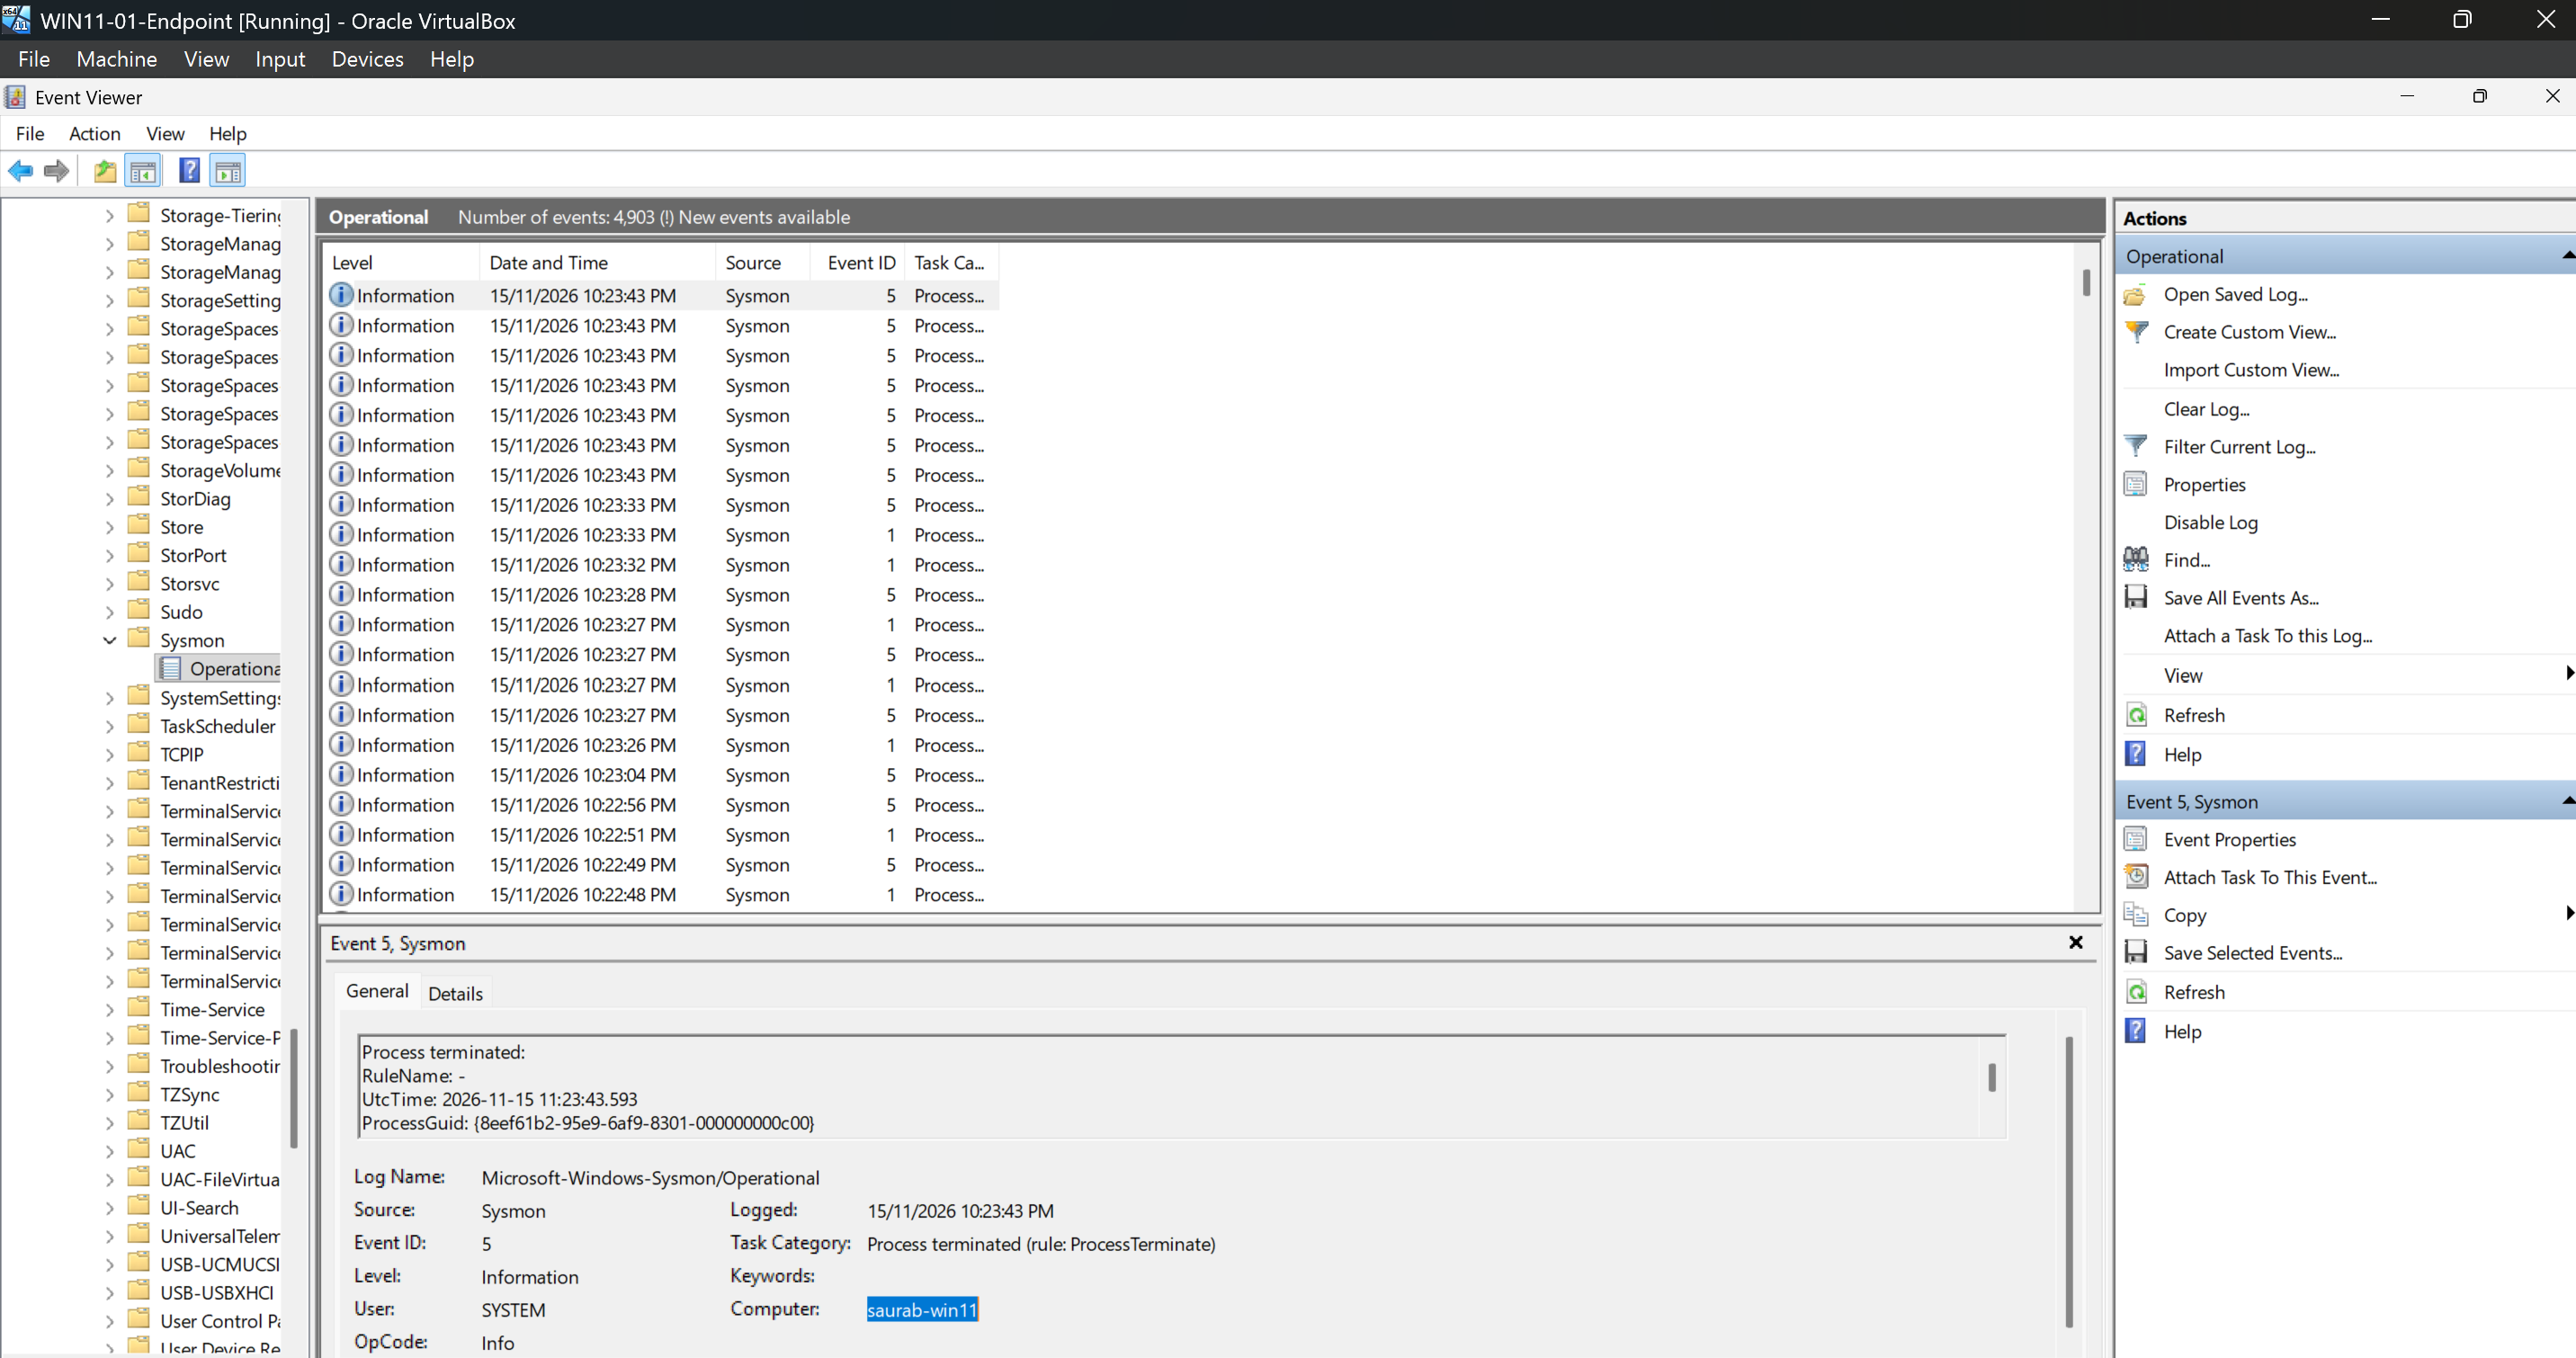 WIN11-01-Endpoint [Running] - Oracle VirtualBox
File Machine View Input Devices Help
Event Viewer
File Action View Help
Storage-Tiering
StorageManag
StorageManag
StorageSetting
StorageSpaces
StorageSpaces
StorageSpaces
StorageSpaces
StorageSpaces
StorageVolume
StorDiag
Store
StorPort
Storsvc
Sudo
Sysmon
Operationa
SystemSettings
TaskScheduler
TCPIP
TenantRestricti
TerminalService
TerminalService
TerminalService
TerminalService
TerminalService
TerminalService
TerminalService
Time-Service
Time-Service-P
Troubleshootin
TZSync
TZUtil
UAC
UAC-FileVirtua
UI-Search
UniversalTelem
USB-UCMUCSI
USB-USBXHCI
User Control Pa
User Device Re
Operational Number of events: 4,903 (!) New events available
Level Date and Time Source Event ID Task Ca...
Information 15/11/2026 10:23:43 PM Sysmon 5 Process...
Information 15/11/2026 10:23:43 PM Sysmon 5 Process...
Information 15/11/2026 10:23:43 PM Sysmon 5 Process...
Information 15/11/2026 10:23:43 PM Sysmon 5 Process...
Information 15/11/2026 10:23:43 PM Sysmon 5 Process...
Information 15/11/2026 10:23:43 PM Sysmon 5 Process...
Information 15/11/2026 10:23:43 PM Sysmon 5 Process...
Information 15/11/2026 10:23:33 PM Sysmon 5 Process...
Information 15/11/2026 10:23:33 PM Sysmon 1 Process...
Information 15/11/2026 10:23:32 PM Sysmon 1 Process...
Information 15/11/2026 10:23:28 PM Sysmon 5 Process...
Information 15/11/2026 10:23:27 PM Sysmon 1 Process...
Information 15/11/2026 10:23:27 PM Sysmon 5 Process...
Information 15/11/2026 10:23:27 PM Sysmon 1 Process...
Information 15/11/2026 10:23:27 PM Sysmon 5 Process...
Information 15/11/2026 10:23:26 PM Sysmon 1 Process...
Information 15/11/2026 10:23:04 PM Sysmon 5 Process...
Information 15/11/2026 10:22:56 PM Sysmon 5 Process...
Information 15/11/2026 10:22:51 PM Sysmon 1 Process...
Information 15/11/2026 10:22:49 PM Sysmon 5 Process...
Information 15/11/2026 10:22:48 PM Sysmon 1 Process...
Event 5, Sysmon
General Details
Process terminated:
RuleName: -
UtcTime: 2026-11-15 11:23:43.593
ProcessGuid: {8eef61b2-95e9-6af9-8301-000000000c00}
Log Name: Microsoft-Windows-Sysmon/Operational
Source: Sysmon Logged: 15/11/2026 10:23:43 PM
Event ID: 5 Task Category: Process terminated (rule: ProcessTerminate)
Level: Information Keywords:
User: SYSTEM Computer: saurab-win11
OpCode: Info
Actions
Operational
Open Saved Log...
Create Custom View...
Import Custom View...
Clear Log...
Filter Current Log...
Properties
Disable Log
Find...
Save All Events As...
Attach a Task To this Log...
View
Refresh
Help
Event 5, Sysmon
Event Properties
Attach Task To This Event...
Copy
Save Selected Events...
Refresh
Help